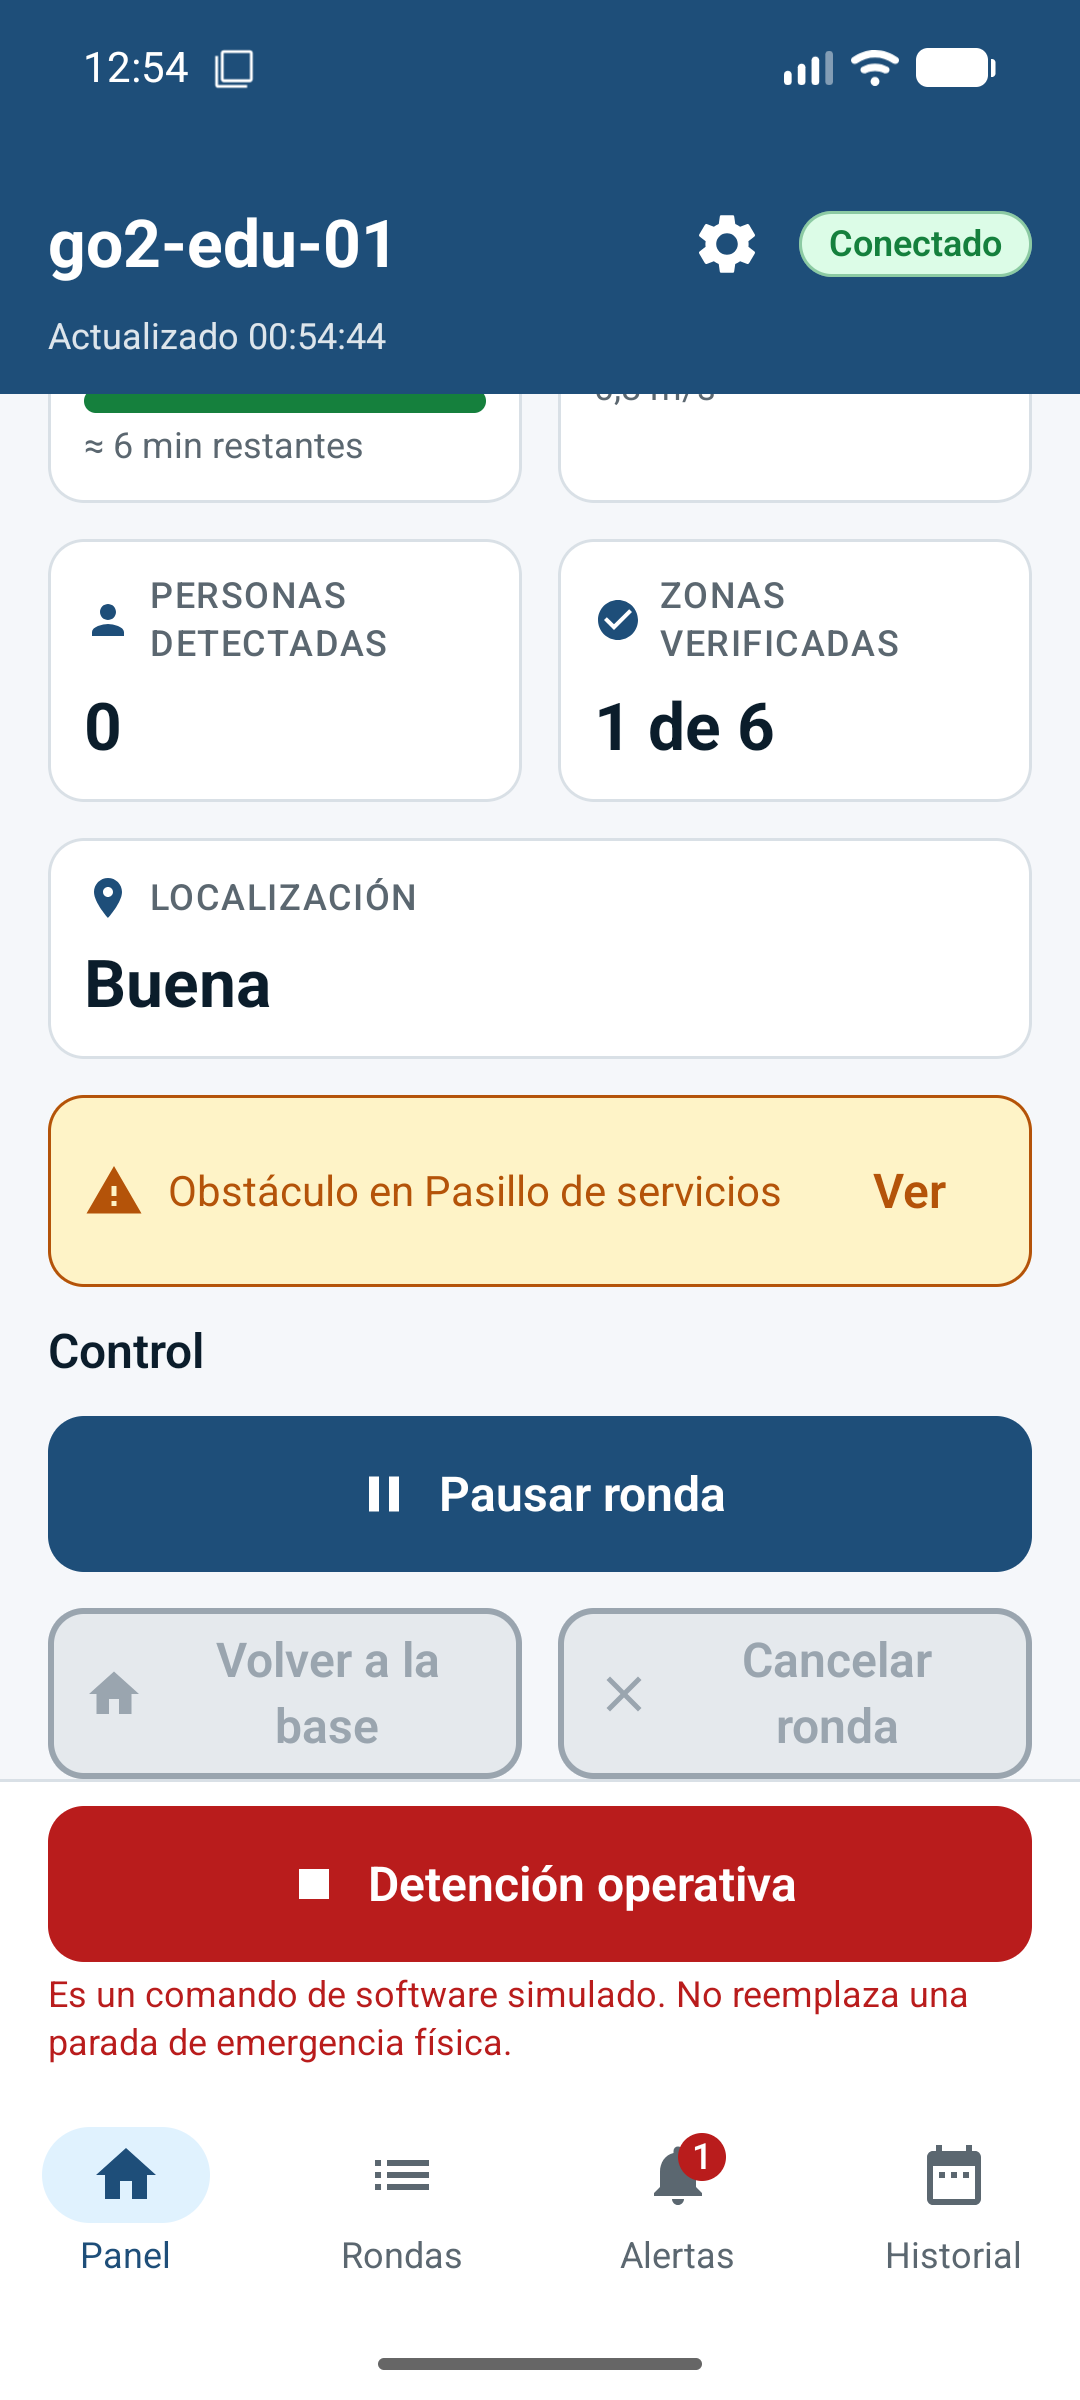 12:54
go2-edu-01
Conectado
Actualizado 00:54:44
≈ 6 min restantes
PERSONAS
DETECTADAS
0
ZONAS
VERIFICADAS
1 de 6
LOCALIZACIÓN
Buena
Obstáculo en Pasillo de servicios
Ver
Control
Pausar ronda
Volver a la
base
Cancelar
ronda
Detención operativa
Es un comando de software simulado. No reemplaza una
parada de emergencia física.
1
Panel
Rondas
Alertas
Historial